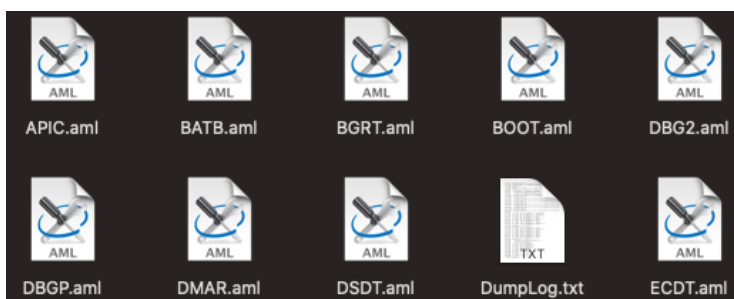 AML AML AML AML AML
APIC.aml BATB.aml BGRT.aml BOOT.aml DBG2.aml
AML AML AML TXT AML
DBGP.aml DMAR.aml DSDT.aml DumpLog.txt ECDT.aml